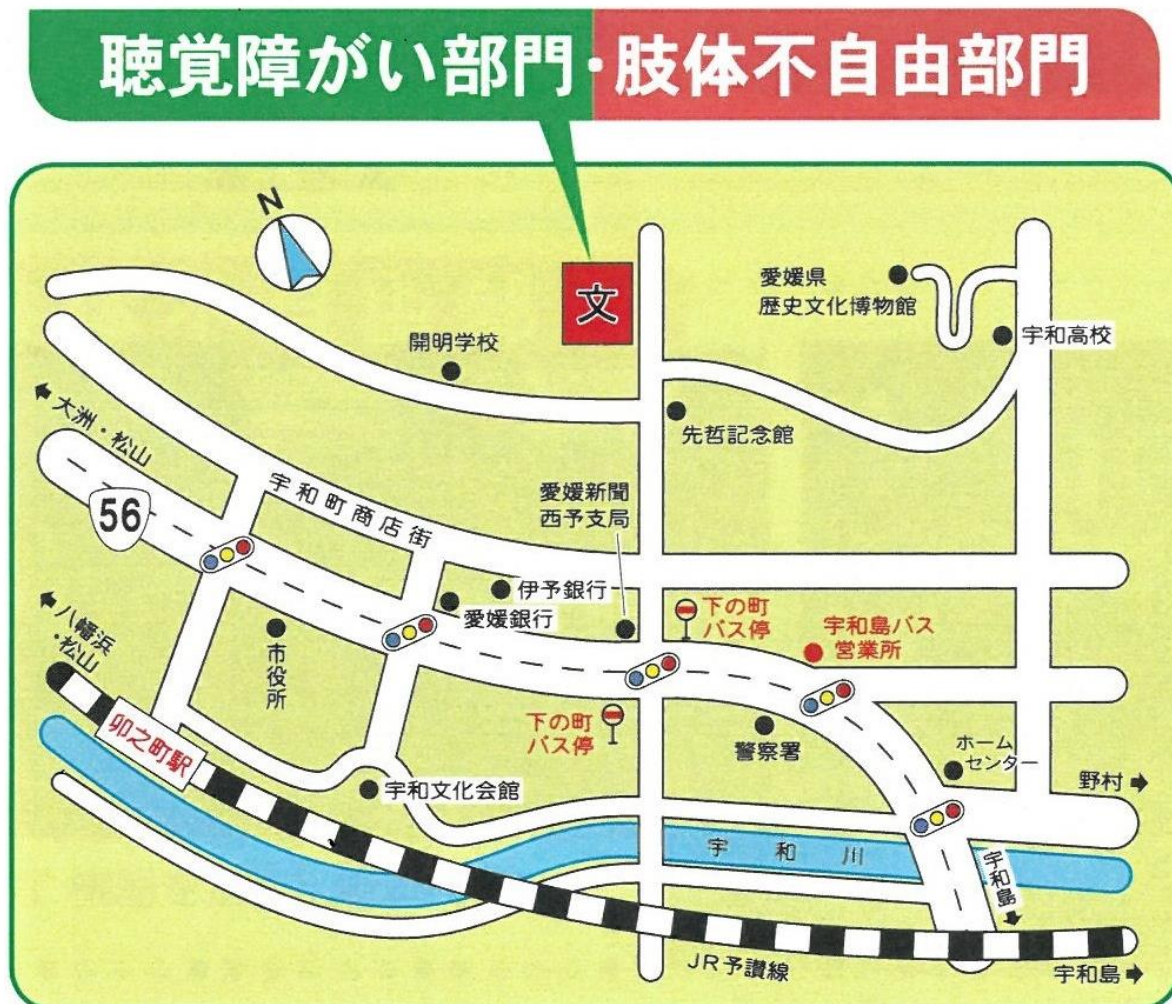 聴覚障がい部門・肢体不自由部門
N
文
愛媛県
歴史文化博物館
宇和高校
開明学校
先哲記念館
大洲・松山
56
宇和町商店街
愛媛新聞
西予支局
伊予銀行
愛媛銀行
下の町
バス停
宇和島バス
営業所
八幡浜
・松山
市役所
卯之町駅
下の町
バス停
警察署
ホーム
センター
野村
宇和文化会館
宇和川
宇和島
JR予讃線
宇和島